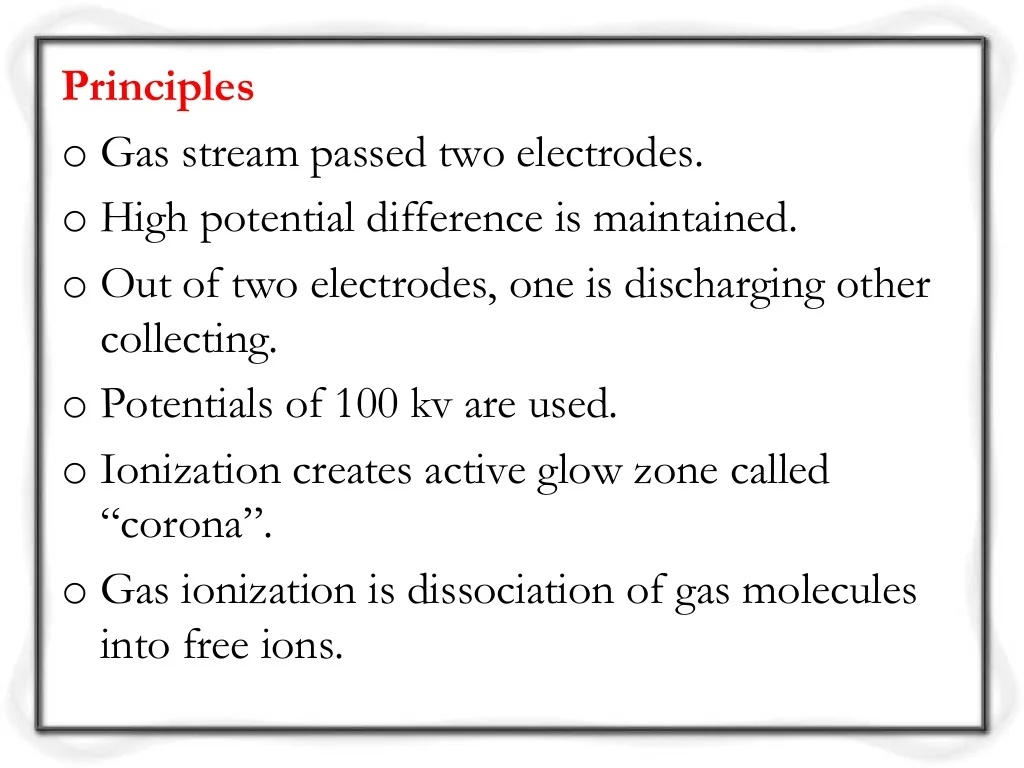 Principles
o Gas stream passed two electrodes.
o High potential difference is maintained.
o Out of two electrodes, one is discharging other
collecting.
o Potentials of 100 kv are used.
o Ionization creates active glow zone called
“corona”.
o Gas ionization is dissociation of gas molecules
into free ions.